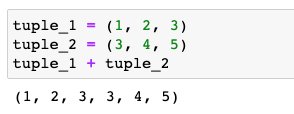 tuple_1 = (1, 2, 3)
tuple_2 = (3, 4, 5)
tuple_1 + tuple_2
(1, 2, 3, 3, 4, 5)